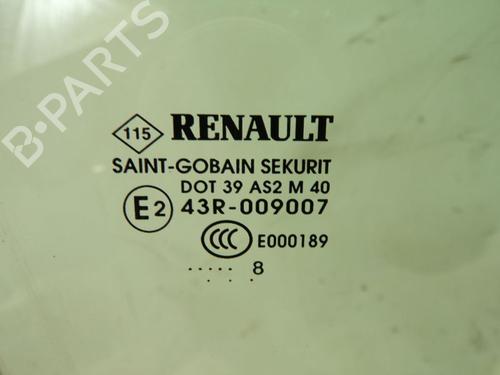 115 RENAULT
SAINT-GOBAIN SEKURIT
DOT 39 AS2 M 40
E2 43R-009007
CCC E000189
..... 8
. . .
B-PARTS